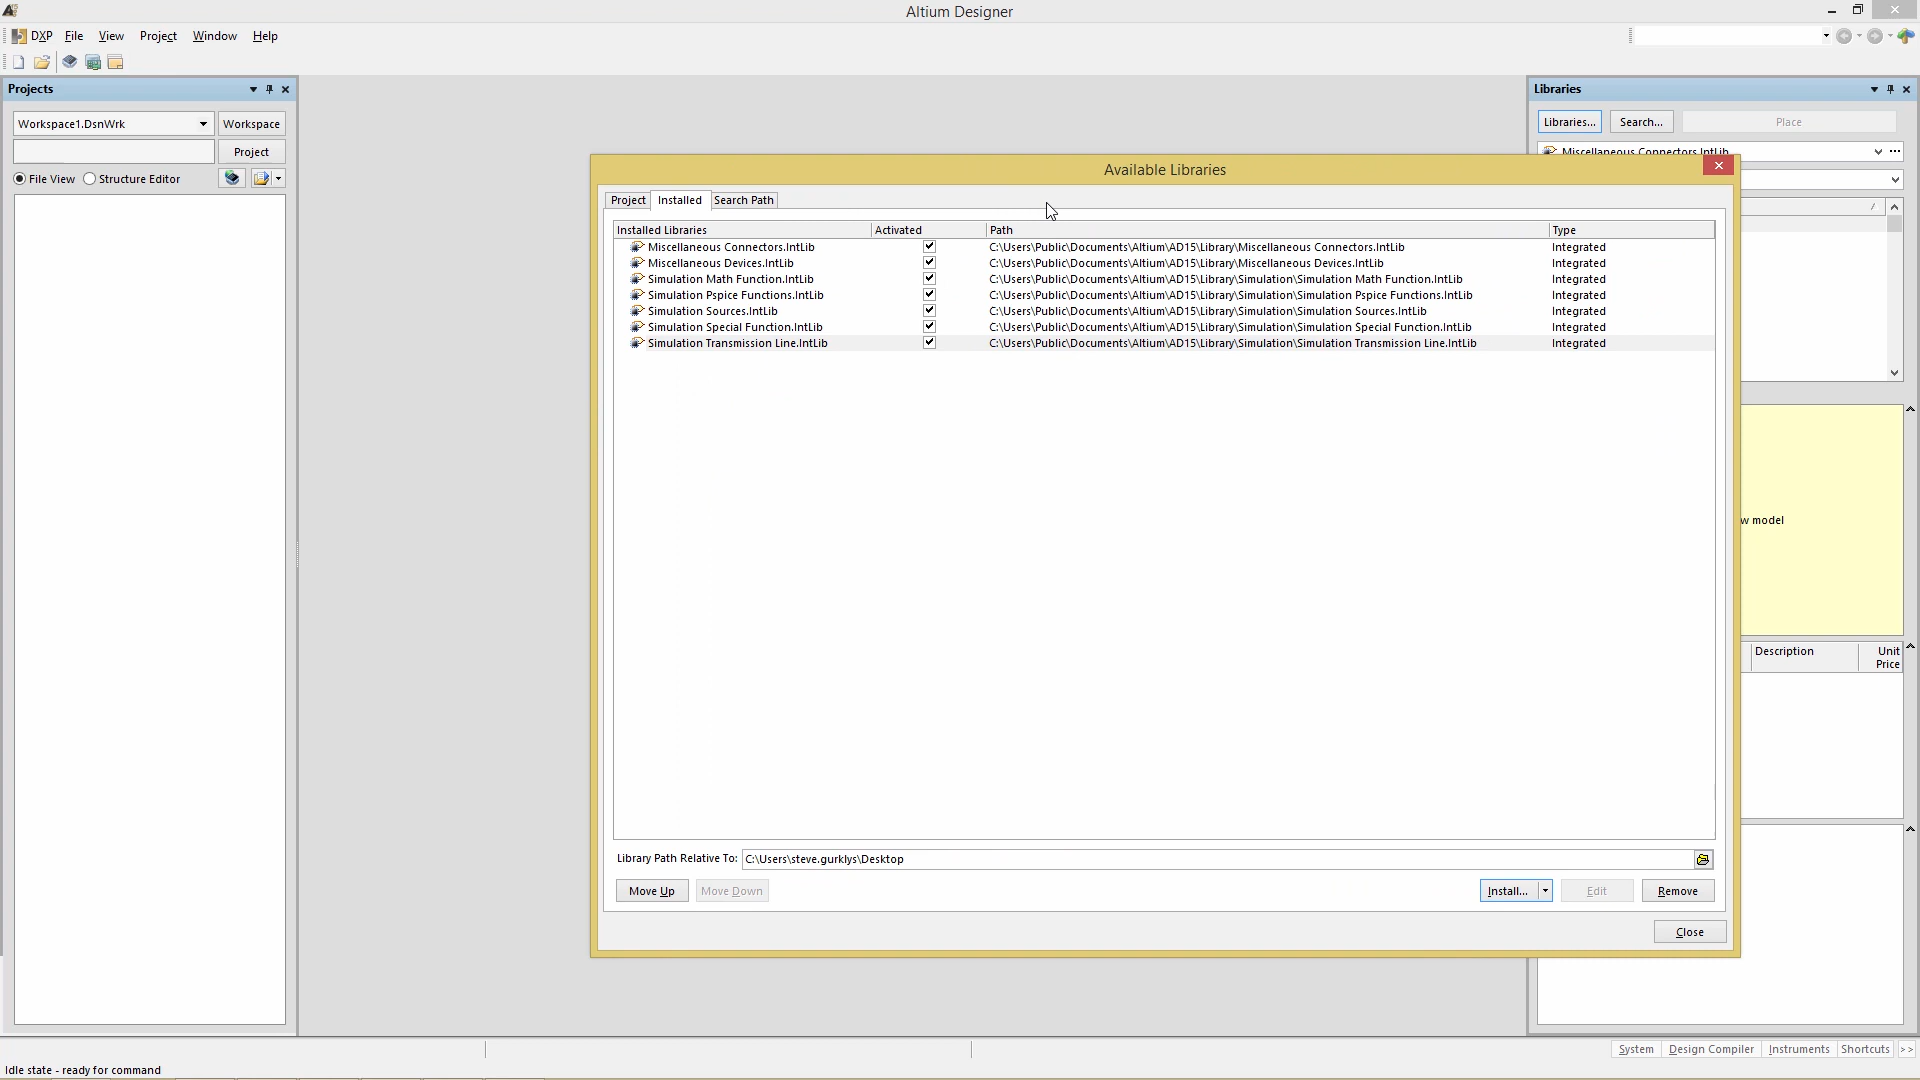 Altium Designer
DXP File View Project Window Help
Projects
Workspace1.DsnWrk Workspace
Project
File View Structure Editor
Libraries
Libraries... Search... Place
Miscellaneous Connectors.IntLib
Available Libraries
Project Installed Search Path
Installed Libraries Activated Path Type
Miscellaneous Connectors.IntLib C:\Users\Public\Documents\Altium\AD15\Library\Miscellaneous Connectors.IntLib Integrated
Miscellaneous Devices.IntLib C:\Users\Public\Documents\Altium\AD15\Library\Miscellaneous Devices.IntLib Integrated
Simulation Math Function.IntLib C:\Users\Public\Documents\Altium\AD15\Library\Simulation\Simulation Math Function.IntLib Integrated
Simulation Pspice Functions.IntLib C:\Users\Public\Documents\Altium\AD15\Library\Simulation\Simulation Pspice Functions.IntLib Integrated
Simulation Sources.IntLib C:\Users\Public\Documents\Altium\AD15\Library\Simulation\Simulation Sources.IntLib Integrated
Simulation Special Function.IntLib C:\Users\Public\Documents\Altium\AD15\Library\Simulation\Simulation Special Function.IntLib Integrated
Simulation Transmission Line.IntLib C:\Users\Public\Documents\Altium\AD15\Library\Simulation\Simulation Transmission Line.IntLib Integrated
w model
Description Unit
Price
Library Path Relative To: C:\Users\steve.gurklys\Desktop
Move Up Move Down Install... Edit Remove
Close
System Design Compiler Instruments Shortcuts >>
Idle state - ready for command